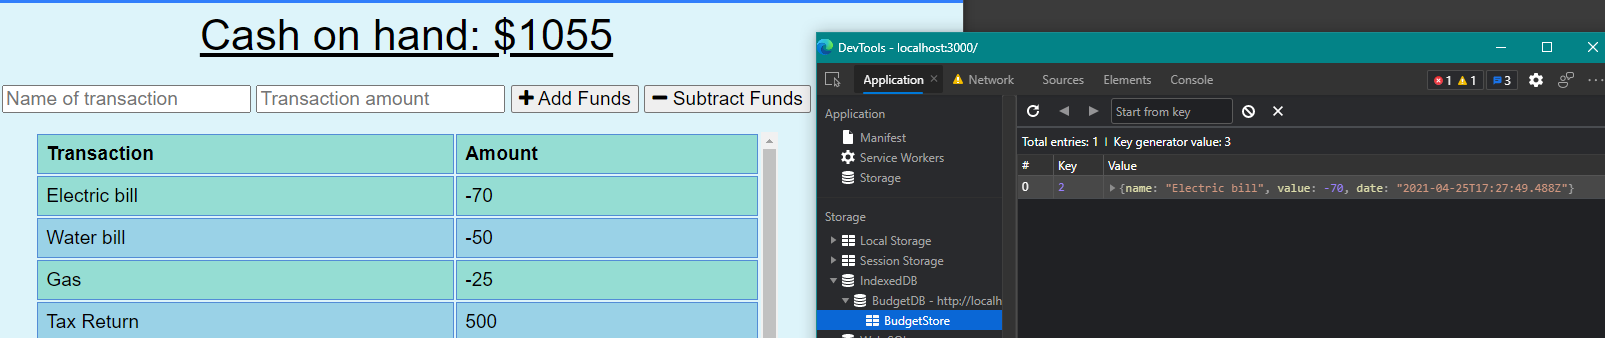 Cash on hand: $1055
Name of transaction Transaction amount + Add Funds − Subtract Funds
Transaction Amount
Electric bill -70
Water bill -50
Gas -25
Tax Return 500
DevTools - localhost:3000/
Application × Network Sources Elements Console 1 1 3
Application
Manifest
Service Workers
Storage
Storage
Local Storage
Session Storage
IndexedDB
BudgetDB - http://localh
BudgetStore
Start from key
Total entries: 1 | Key generator value: 3
# Key Value
0 2 {name: "Electric bill", value: -70, date: "2021-04-25T17:27:49.488Z"}